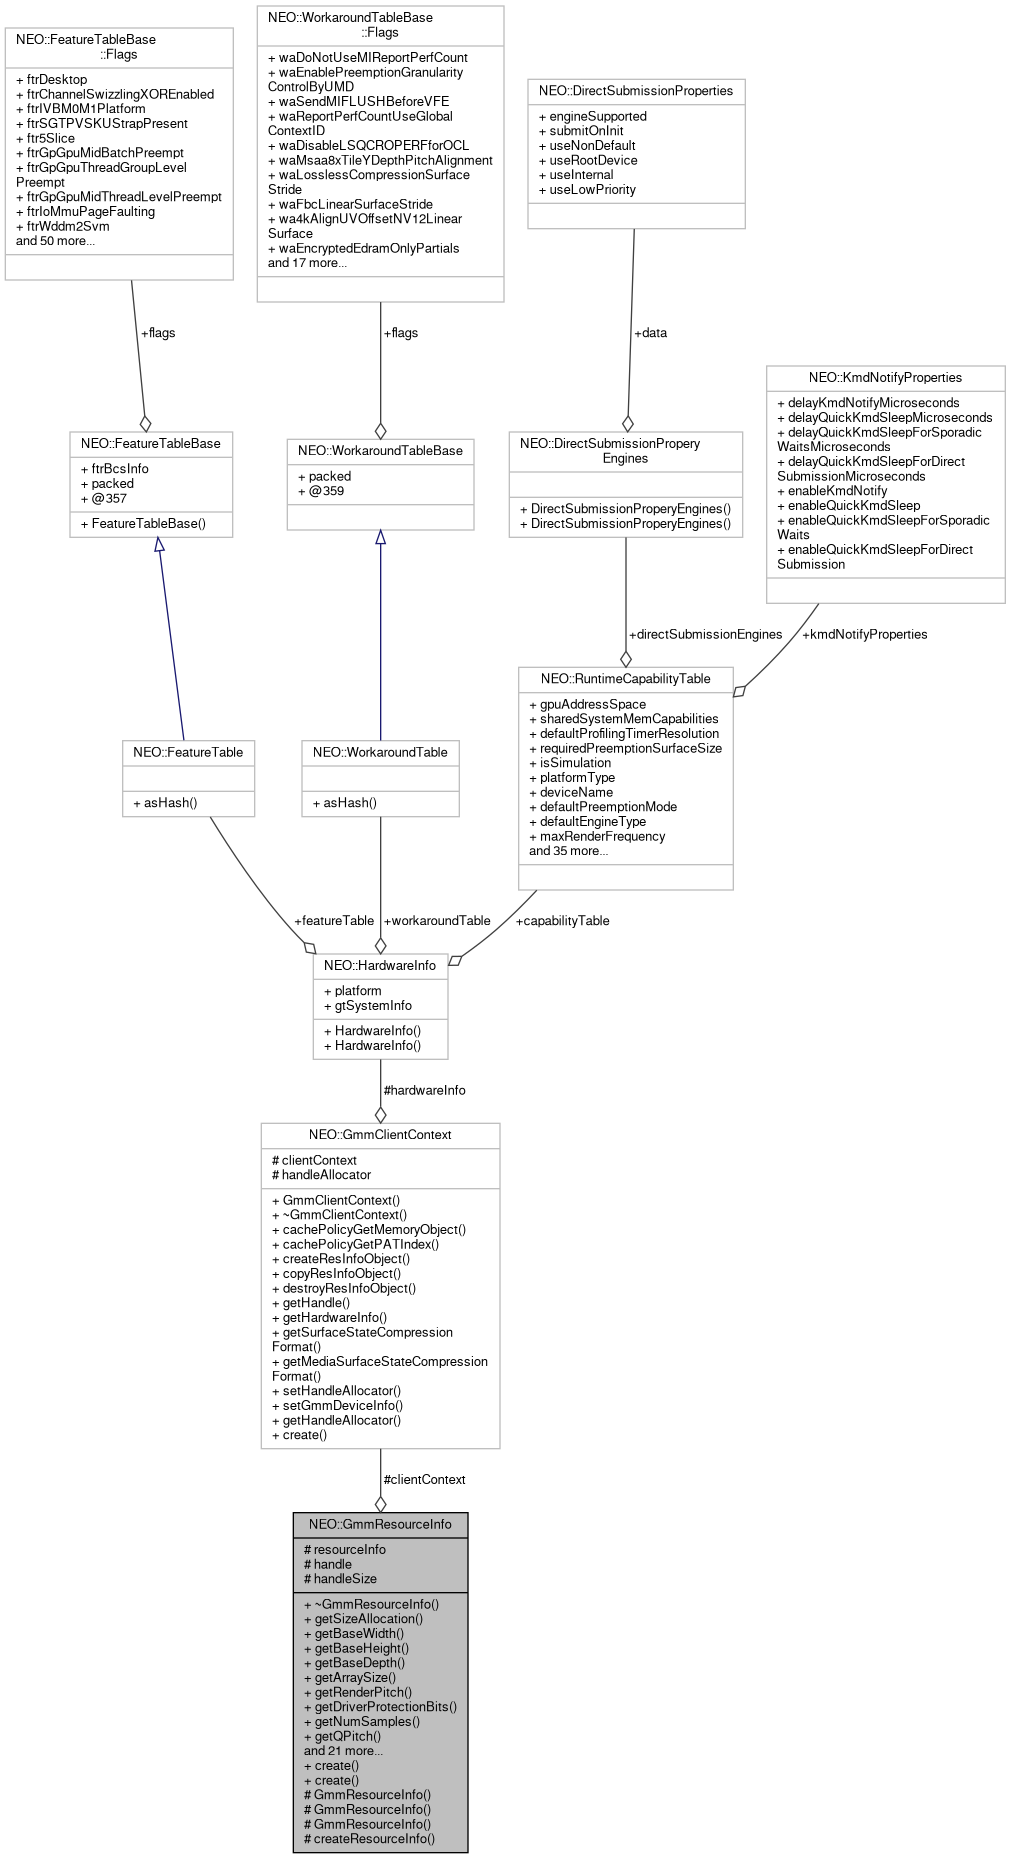 NEO::FeatureTableBase
::Flags
+ ftrDesktop
+ ftrChannelSwizzlingXOREnabled
+ ftrIVBM0M1Platform
+ ftrSGTPVSKUStrapPresent
+ ftr5Slice
+ ftrGpGpuMidBatchPreempt
+ ftrGpGpuThreadGroupLevel
Preempt
+ ftrGpGpuMidThreadLevelPreempt
+ ftrIoMmuPageFaulting
+ ftrWddm2Svm
and 50 more...
NEO::WorkaroundTableBase
::Flags
+ waDoNotUseMIReportPerfCount
+ waEnablePreemptionGranularity
ControlByUMD
+ waSendMIFLUSHBeforeVFE
+ waReportPerfCountUseGlobal
ContextID
+ waDisableLSQCROPERFforOCL
+ waMsaa8xTileYDepthPitchAlignment
+ waLosslessCompressionSurface
Stride
+ waFbcLinearSurfaceStride
+ wa4kAlignUVOffsetNV12Linear
Surface
+ waEncryptedEdramOnlyPartials
and 17 more...
NEO::DirectSubmissionProperties
+ engineSupported
+ submitOnInit
+ useNonDefault
+ useRootDevice
+ useInternal
+ useLowPriority
+flags
+flags
+data
NEO::KmdNotifyProperties
+ delayKmdNotifyMicroseconds
+ delayQuickKmdSleepMicroseconds
+ delayQuickKmdSleepForSporadic
WaitsMicroseconds
+ delayQuickKmdSleepForDirect
SubmissionMicroseconds
+ enableKmdNotify
+ enableQuickKmdSleep
+ enableQuickKmdSleepForSporadic
Waits
+ enableQuickKmdSleepForDirect
Submission
NEO::FeatureTableBase
+ ftrBcsInfo
+ packed
+ @357
+ FeatureTableBase()
NEO::WorkaroundTableBase
+ packed
+ @359
NEO::DirectSubmissionPropery
Engines
+ DirectSubmissionProperyEngines()
+ DirectSubmissionProperyEngines()
+directSubmissionEngines
+kmdNotifyProperties
NEO::RuntimeCapabilityTable
+ gpuAddressSpace
+ sharedSystemMemCapabilities
+ defaultProfilingTimerResolution
+ requiredPreemptionSurfaceSize
+ isSimulation
+ platformType
+ deviceName
+ defaultPreemptionMode
+ defaultEngineType
+ maxRenderFrequency
and 35 more...
NEO::FeatureTable
+ asHash()
NEO::WorkaroundTable
+ asHash()
+featureTable
+workaroundTable
+capabilityTable
NEO::HardwareInfo
+ platform
+ gtSystemInfo
+ HardwareInfo()
+ HardwareInfo()
#hardwareInfo
NEO::GmmClientContext
# clientContext
# handleAllocator
+ GmmClientContext()
+ ~GmmClientContext()
+ cachePolicyGetMemoryObject()
+ cachePolicyGetPATIndex()
+ createResInfoObject()
+ copyResInfoObject()
+ destroyResInfoObject()
+ getHandle()
+ getHardwareInfo()
+ getSurfaceStateCompression
Format()
+ getMediaSurfaceStateCompression
Format()
+ setHandleAllocator()
+ setGmmDeviceInfo()
+ getHandleAllocator()
+ create()
#clientContext
NEO::GmmResourceInfo
# resourceInfo
# handle
# handleSize
+ ~GmmResourceInfo()
+ getSizeAllocation()
+ getBaseWidth()
+ getBaseHeight()
+ getBaseDepth()
+ getArraySize()
+ getRenderPitch()
+ getDriverProtectionBits()
+ getNumSamples()
+ getQPitch()
and 21 more...
+ create()
+ create()
# GmmResourceInfo()
# GmmResourceInfo()
# GmmResourceInfo()
# createResourceInfo()